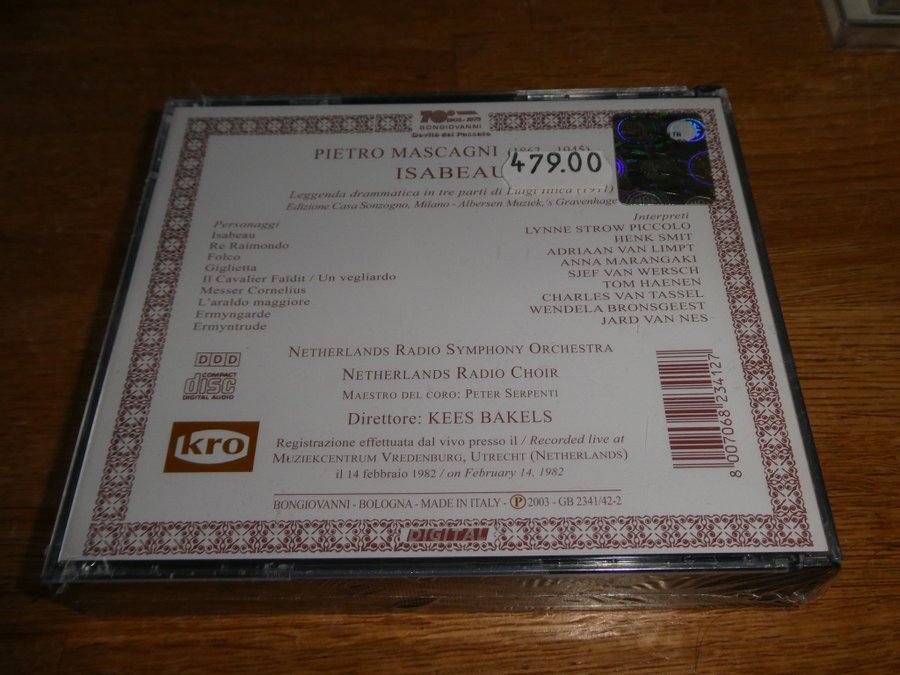 70° 1905-1975
BONGIOVANNI
PIETRO MASCAGNI
479.00
ISABEAU
Leggenda drammatica in tre parti di Luigi Illica (1911)
Edizione Casa Sonzogno, Milano - Albersen Muziek,'s Gravenhage
Personaggi Interpreti
Isabeau LYNNE STROW PICCOLO
Re Raimondo HENK SMIT
Folco ADRIAAN VAN LIMPT
Giglietta ANNA MARANGAKI
Il Cavalier Faïdit / Un vegliardo SJEF VAN WERSCH
Messer Cornelius TOM HAENEN
L'araldo maggiore CHARLES VAN TASSEL
Ermyngarde WENDELA BRONSGEEST
Ermyntrude JARD VAN NES
DDD
COMPACT
disc
DIGITAL AUDIO
kro
NETHERLANDS RADIO SYMPHONY ORCHESTRA
NETHERLANDS RADIO CHOIR
MAESTRO DEL CORO: PETER SERPENTI
Direttore: KEES BAKELS
Registrazione effettuata dal vivo presso il / Recorded live at
MUZIEKCENTRUM VREDENBURG, UTRECHT (NETHERLANDS)
il 14 febbraio 1982 / on February 14, 1982
BONGIOVANNI - BOLOGNA - MADE IN ITALY - Ⓟ 2003 - GB 2341/42-2
8 007068 234127
DIGITAL